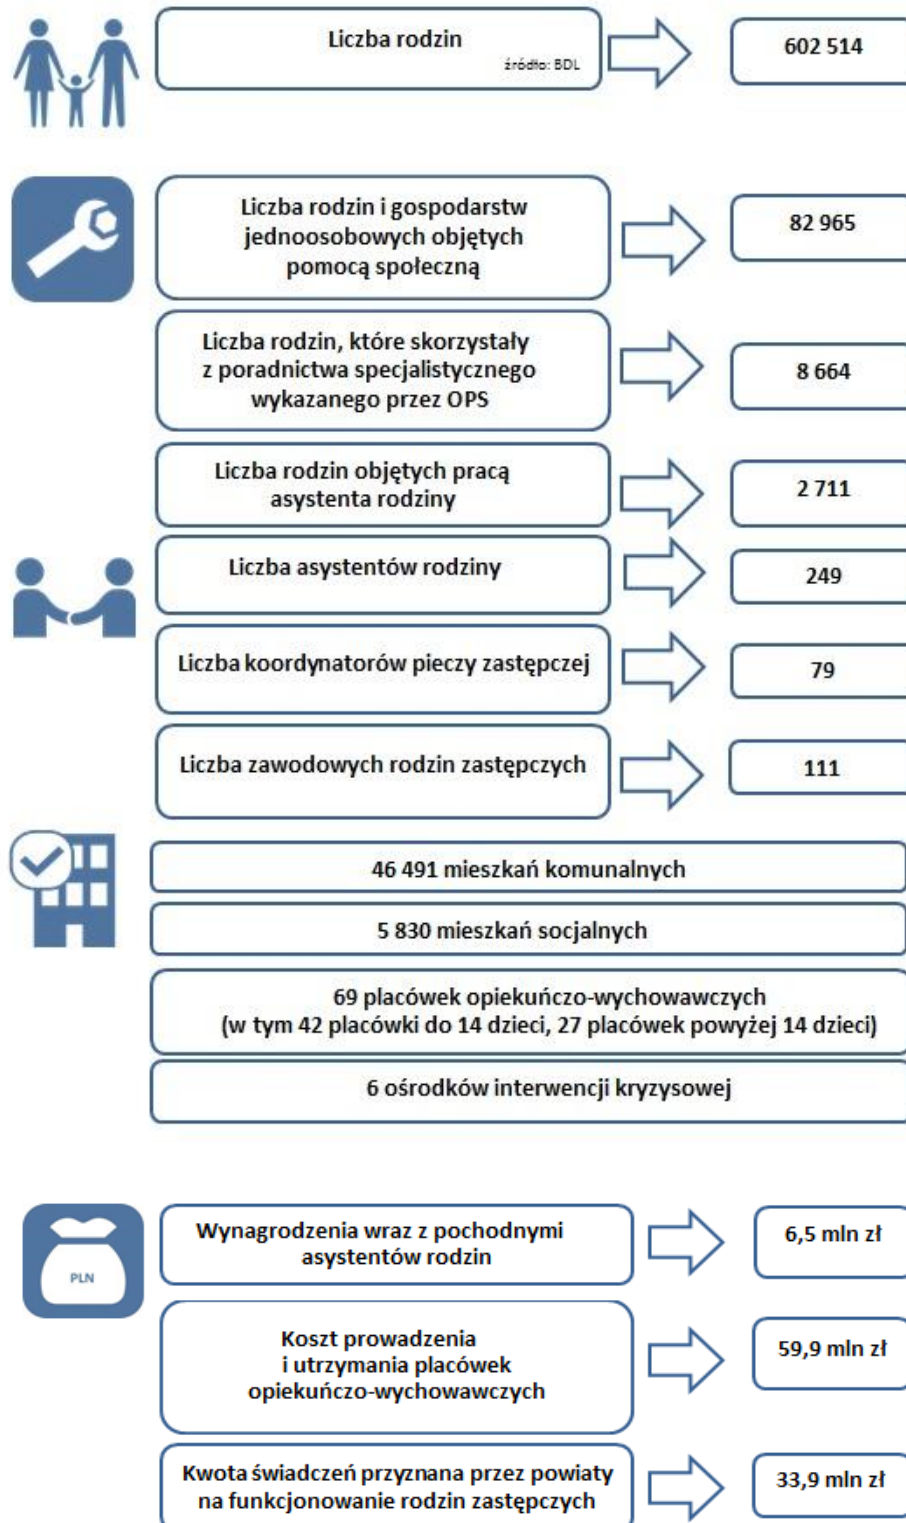 Liczba rodzin
źródło: BDL
602 514
Liczba rodzin i gospodarstw
jednoosobowych objętych
pomocą społeczną
82 965
Liczba rodzin, które skorzystały
z poradnictwa specjalistycznego
wykazanego przez OPS
8 664
Liczba rodzin objętych pracą
asystenta rodziny
2 711
Liczba asystentów rodziny
249
Liczba koordynatorów pieczy zastępczej
79
Liczba zawodowych rodzin zastępczych
111
46 491 mieszkań komunalnych
5 830 mieszkań socjalnych
69 placówek opiekuńczo-wychowawczych
(w tym 42 placówki do 14 dzieci, 27 placówek powyżej 14 dzieci)
6 ośrodków interwencji kryzysowej
PLN
Wynagrodzenia wraz z pochodnymi
asystentów rodzin
6,5 mln zł
Koszt prowadzenia
i utrzymania placówek
opiekuńczo-wychowawczych
59,9 mln zł
Kwota świadczeń przyznana przez powiaty
na funkcjonowanie rodzin zastępczych
33,9 mln zł